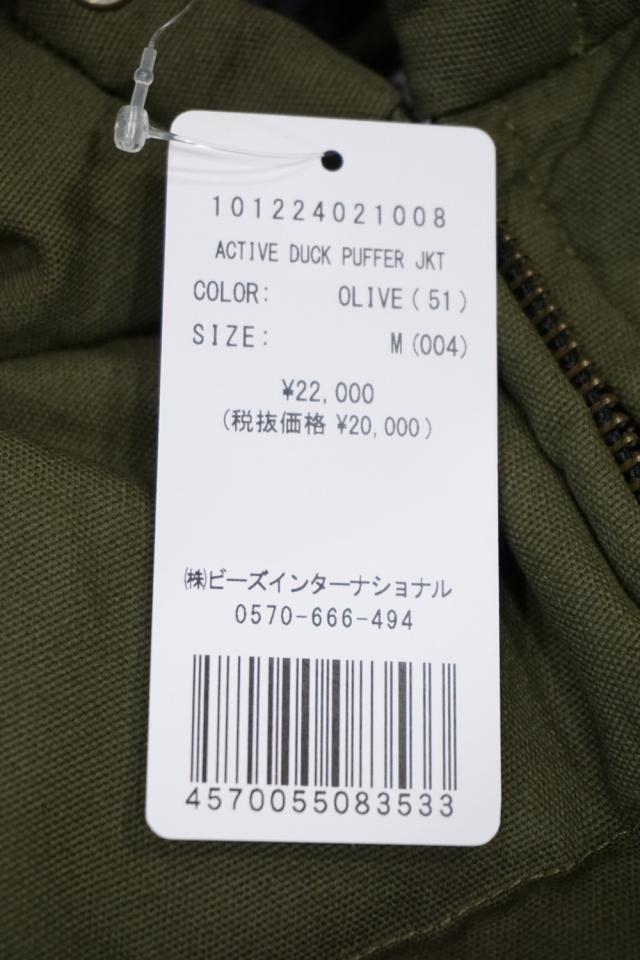 101224021008
ACTIVE DUCK PUFFER JKT
COLOR: OLIVE(51)
SIZE: M(004)
¥22,000
(税抜価格 ¥20,000)
㈱ビーズインターナショナル
0570-666-494
4570055083533